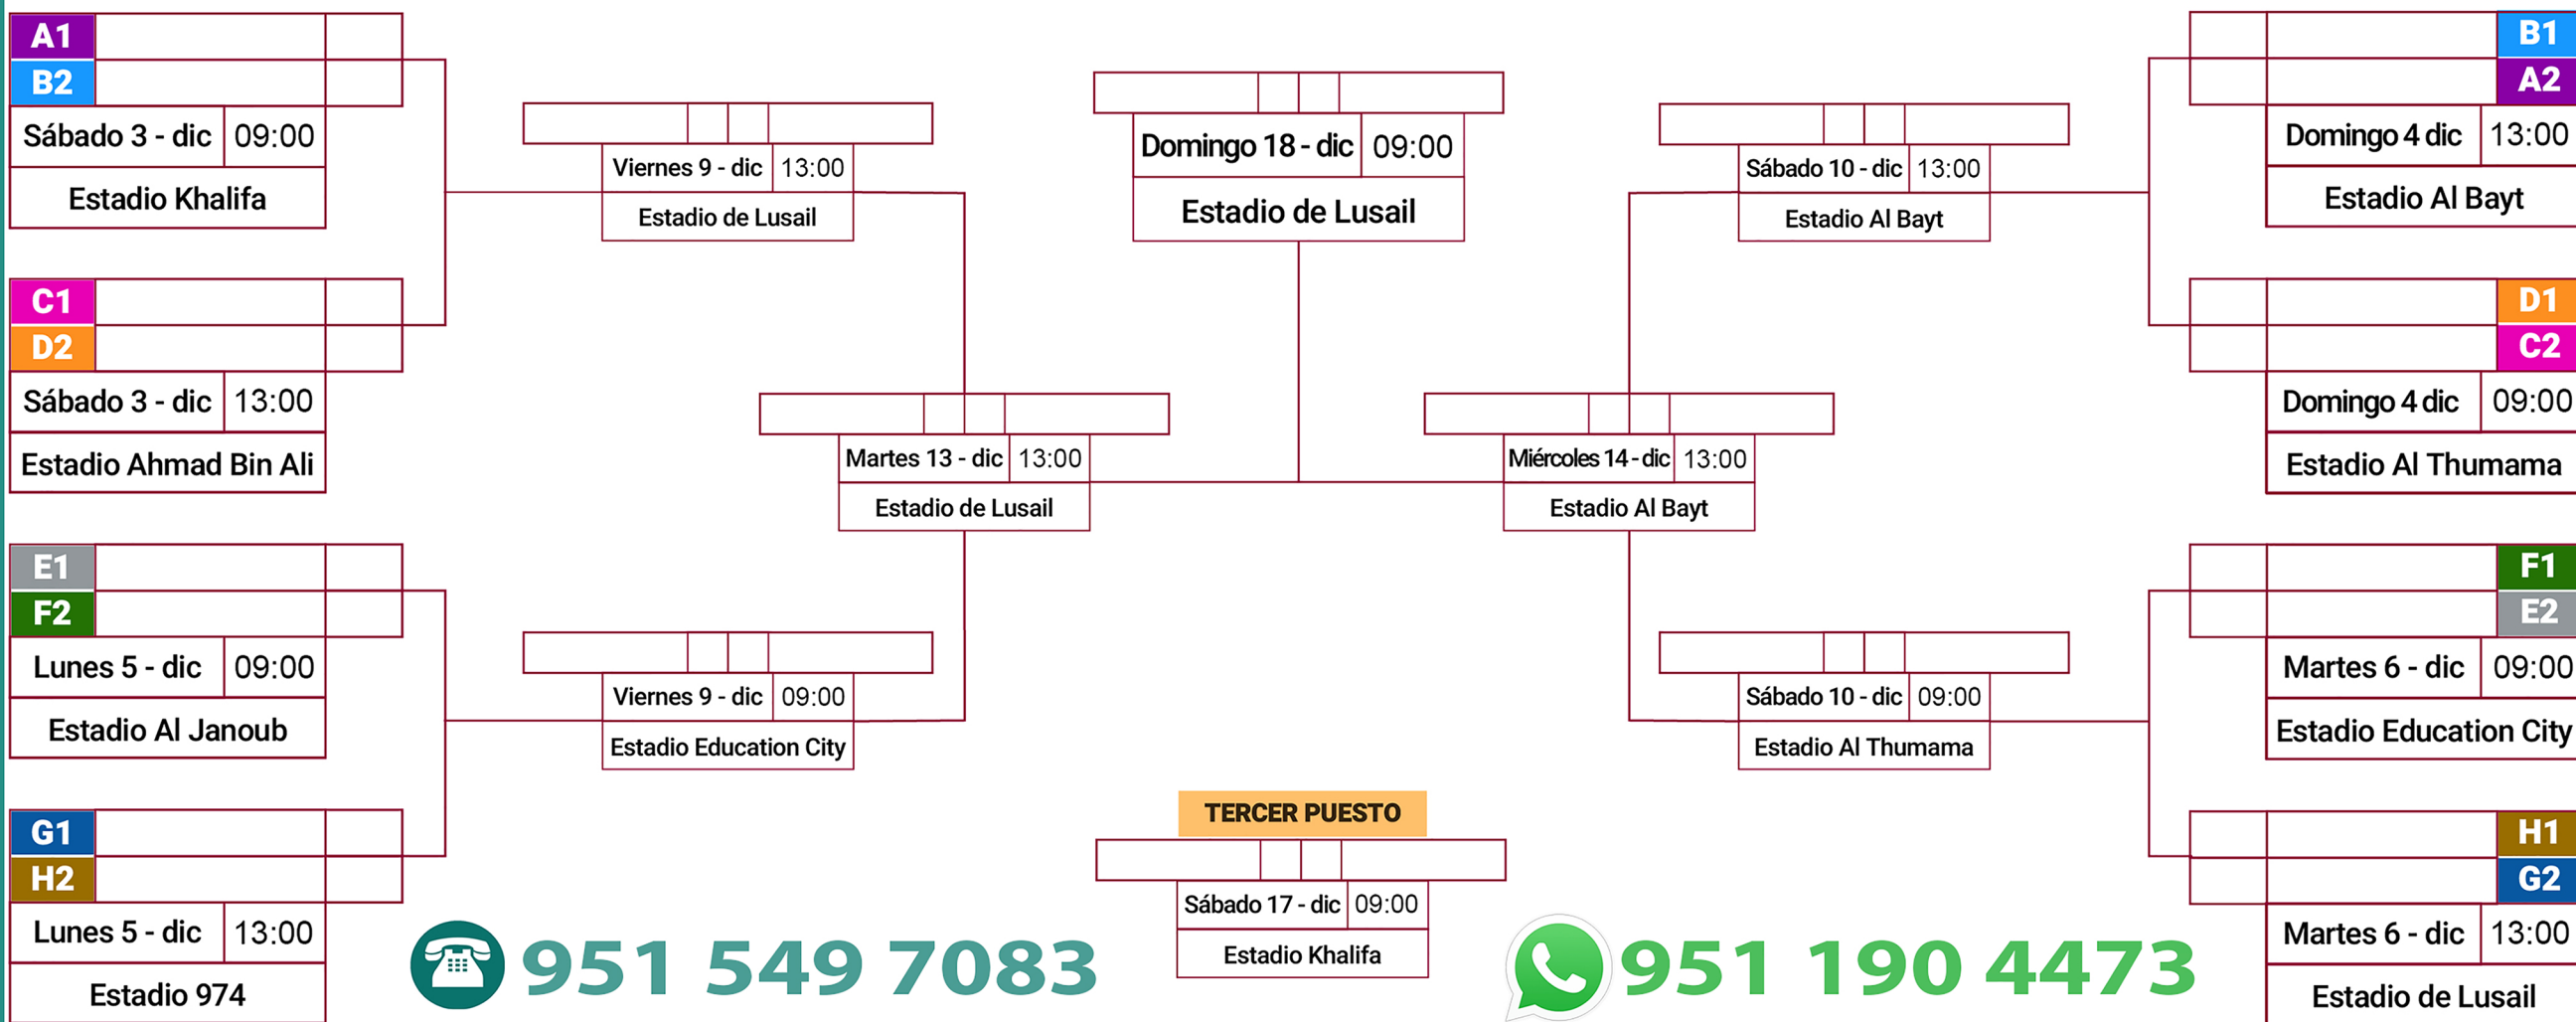 A1
B2
Sábado 3 - dic 09:00
Estadio Khalifa
C1
D2
Sábado 3 - dic 13:00
Estadio Ahmad Bin Ali
E1
F2
Lunes 5 - dic 09:00
Estadio Al Janoub
G1
H2
Lunes 5 - dic 13:00
Estadio 974
Viernes 9 - dic 13:00
Estadio de Lusail
Viernes 9 - dic 09:00
Estadio Education City
Martes 13 - dic 13:00
Estadio de Lusail
Domingo 18 - dic 09:00
Estadio de Lusail
TERCER PUESTO
Sábado 17 - dic 09:00
Estadio Khalifa
Miércoles 14 - dic 13:00
Estadio Al Bayt
Sábado 10 - dic 13:00
Estadio Al Bayt
Sábado 10 - dic 09:00
Estadio Al Thumama
B1
A2
Domingo 4 dic 13:00
Estadio Al Bayt
D1
C2
Domingo 4 dic 09:00
Estadio Al Thumama
F1
E2
Martes 6 - dic 09:00
Estadio Education City
H1
G2
Martes 6 - dic 13:00
Estadio de Lusail
951 549 7083
951 190 4473